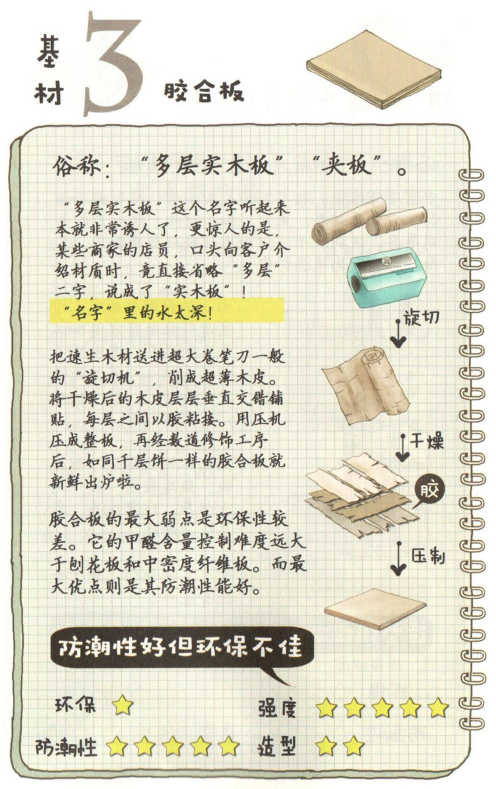 基材 3 胶合板
俗称：“多层实木板”“夹板”。
“多层实木板”这个名字听起来
本就非常诱人了，更惊人的是，
某些商家的店员，口头向客户介
绍材质时，竟直接省略“多层”
二字，说成了“实木板”！
“名字”里的水太深！
旋切
把速生木材送进超大卷笔刀一般
的“旋切机”，削成超薄木皮。
将干燥后的木皮层层垂直交错铺
贴，每层之间以胶粘接。用压机
压成整板，再经数道修饰工序
后，如同千层饼一样的胶合板就
新鲜出炉啦。
干燥
胶
胶合板的最大弱点是环保性较
差。它的甲醛含量控制难度远大
于刨花板和中密度纤维板。而最
大优点则是其防潮性能好。
压制
防潮性好但环保不佳
环保
强度
防潮性
造型